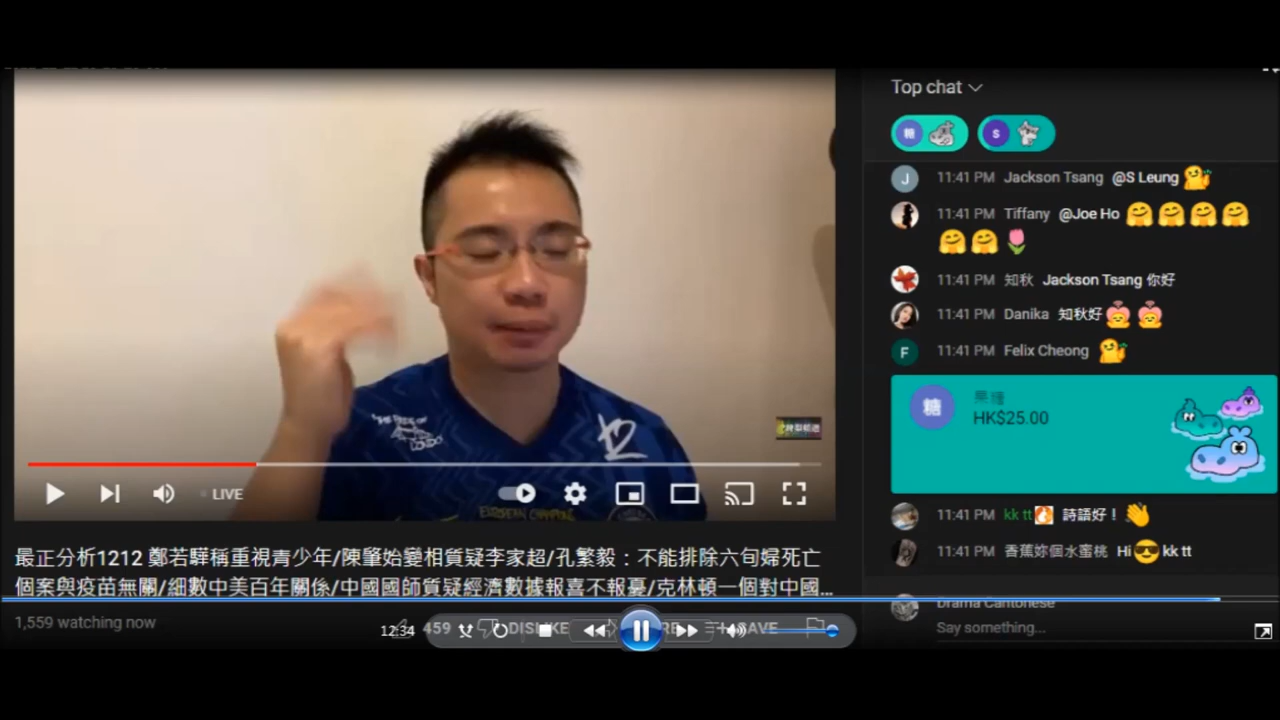 THE PRIDE OF
LONDON
EUROPEAN CHAMPIONS
LIVE
最正分析1212 鄭若驊稱重視青少年/陳肇始變相質疑李家超/孔繁毅：不能排除六旬婦死亡
個案與疫苗無關/細數中美百年關係/中國國師質疑經濟數據報喜不報憂/克林頓一個對中國...
1,559 watching now
12:34
459
DISLIKE
SAVE
Top chat
糖
S
J 11:41 PM Jackson Tsang @S Leung
11:41 PM Tiffany @Joe Ho
11:41 PM 知秋 Jackson Tsang 你好
11:41 PM Danika 知秋好
F 11:41 PM Felix Cheong
糖
HK$25.00
11:41 PM kk tt 詩語好！
11:41 PM 香蕉妳個水蜜桃 Hi kk tt
Drama Cantonese
Say something...